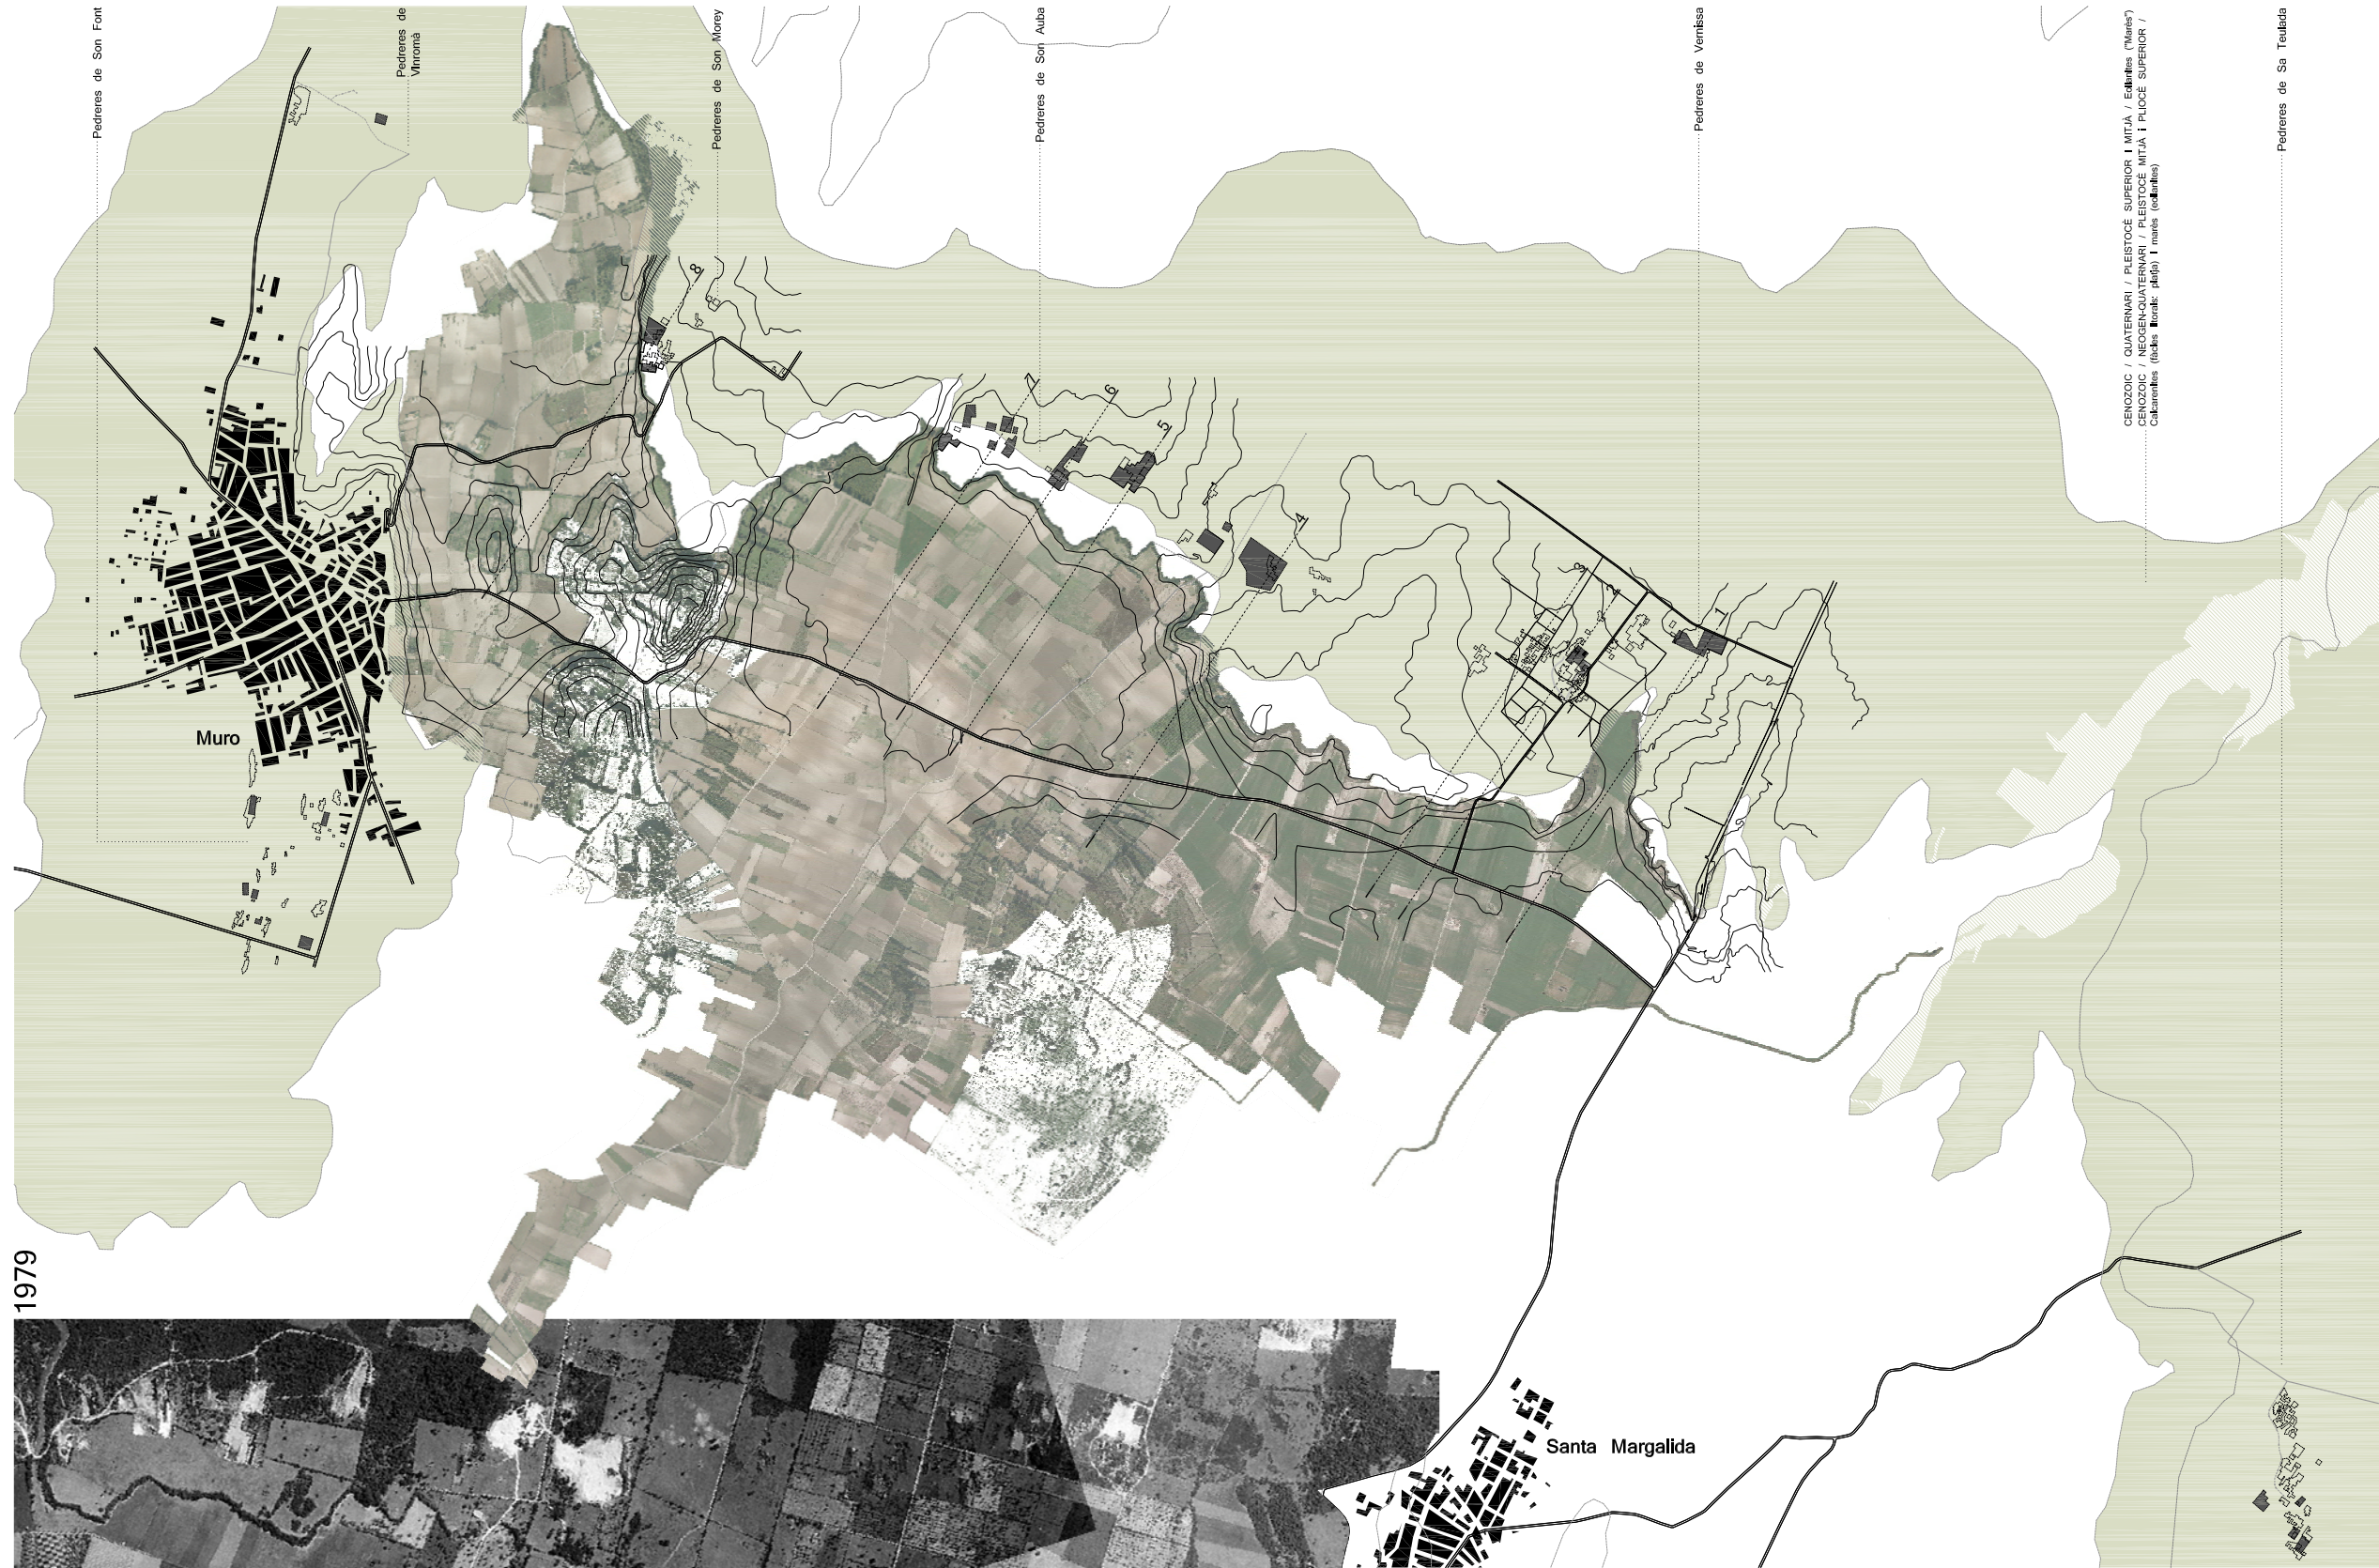 Pedreres de Son Font
Pedreres de
Vinromà
Pedreres de Son Morey
Pedreres de Son Auba
Pedreres de Vernissa
CENOZOIC / QUATERNARI / PLEISTOCÈ SUPERIOR I MITJÀ / Eolianites ("Marès")
CENOZOIC / NEOGEN-QUATERNARI / PLEISTOCÈ MITJÀ i PLIOCÈ SUPERIOR /
Calcarenites (fàcies litorals: platja) I marès (eolianites)
Pedreres de Sa Teulada
8
7
6
5
4
3
2
1
Muro
1979
Santa Margalida